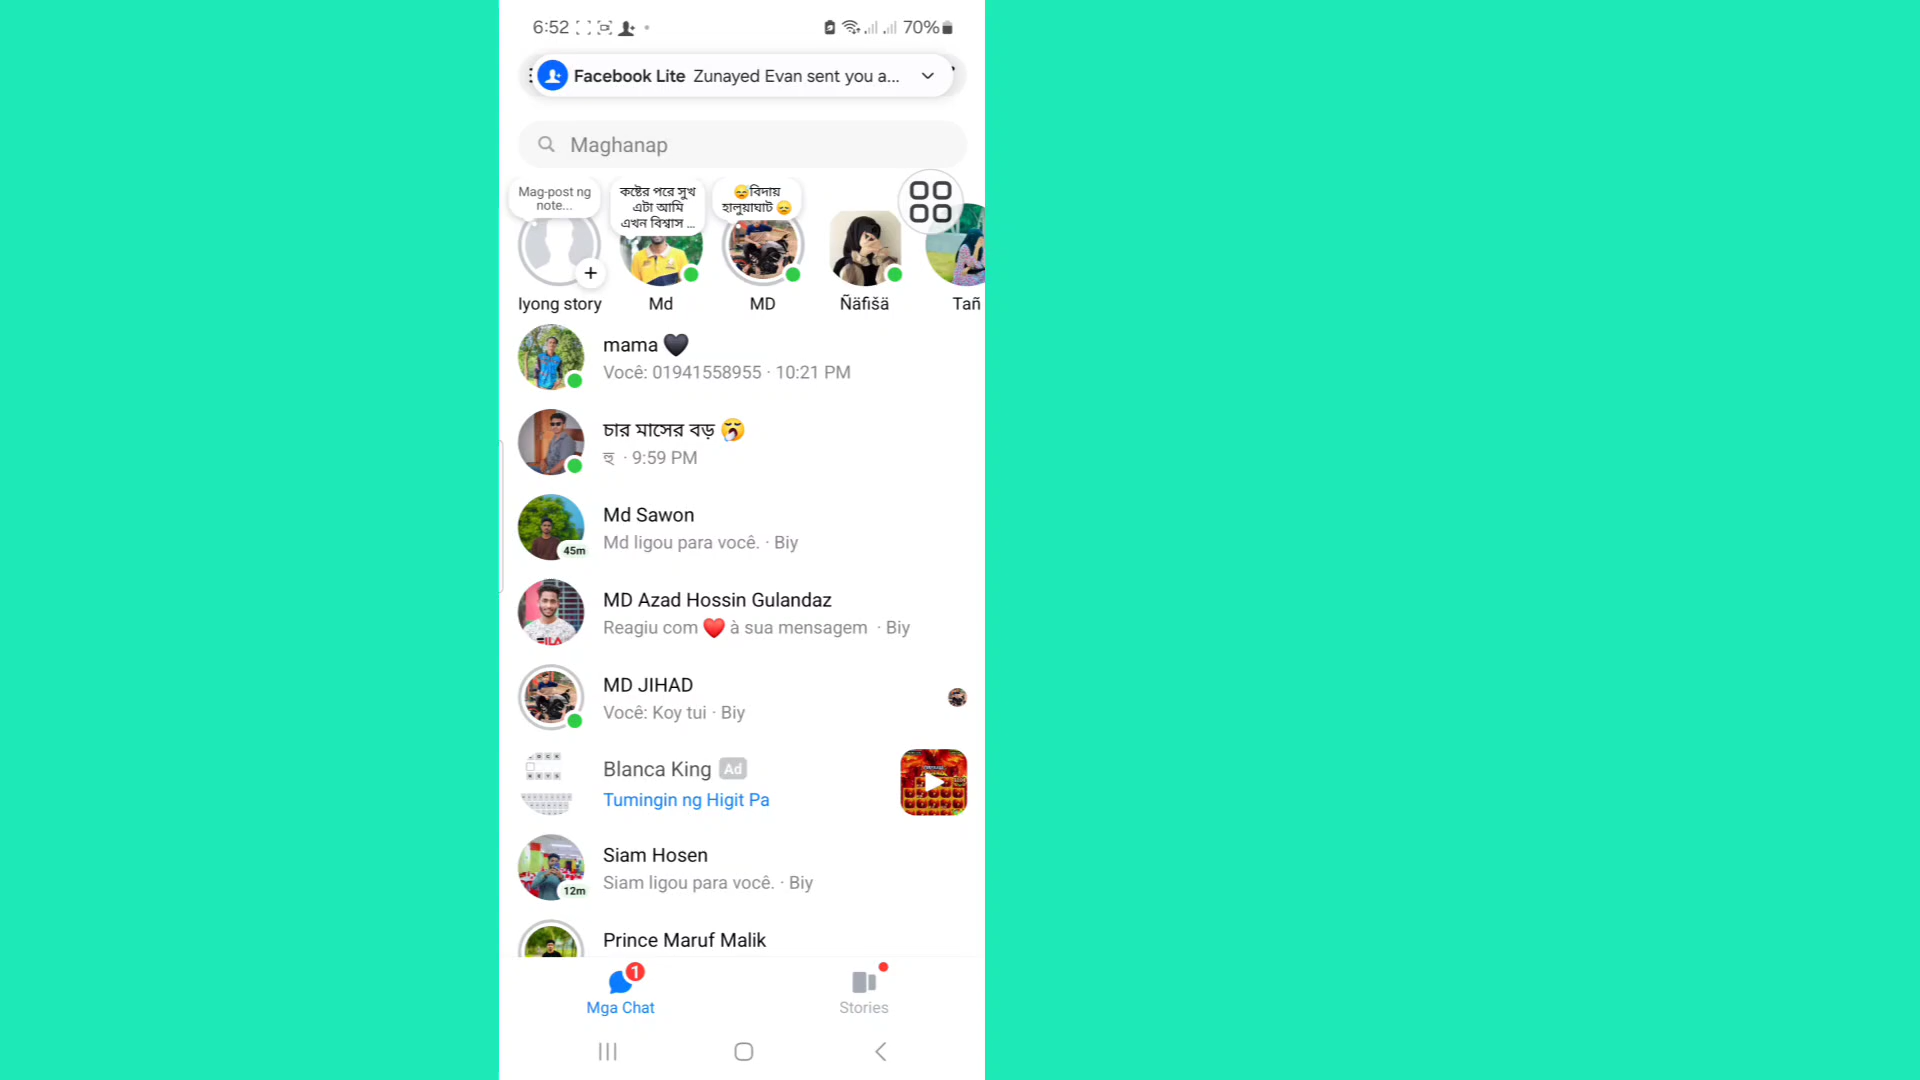 6:52
70%
Facebook Lite Zunayed Evan sent you a...
Maghanap
Mag-post ng
note...
কষ্টের পরে সুখ
এটা আমি
এখন বিশ্বাস ...
😪বিদায়
হালুয়াঘাট 😞
Iyong story
Md
MD
Ñäfišä
Tañ
mama 🖤
Você: 01941558955 · 10:21 PM
চার মাসের বড় 🥱
হু · 9:59 PM
Md Sawon
Md ligou para você. · Biy
45m
MD Azad Hossin Gulandaz
Reagiu com ❤️ à sua mensagem · Biy
MD JIHAD
Você: Koy tui · Biy
Blanca King Ad
Tumingin ng Higit Pa
Siam Hosen
Siam ligou para você. · Biy
12m
Prince Maruf Malik
1
Mga Chat
Stories